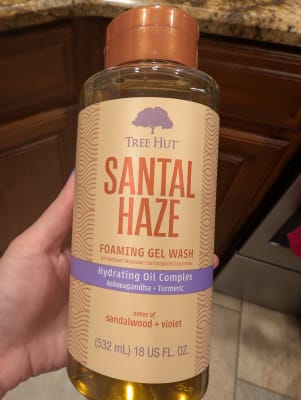 TREE HUT
SANTAL
HAZE
FOAMING GEL WASH
Hydrating Oil Complex
Ashwagandha • Turmeric
notes of
sandalwood + violet
(532 mL) 18 US FL. OZ.